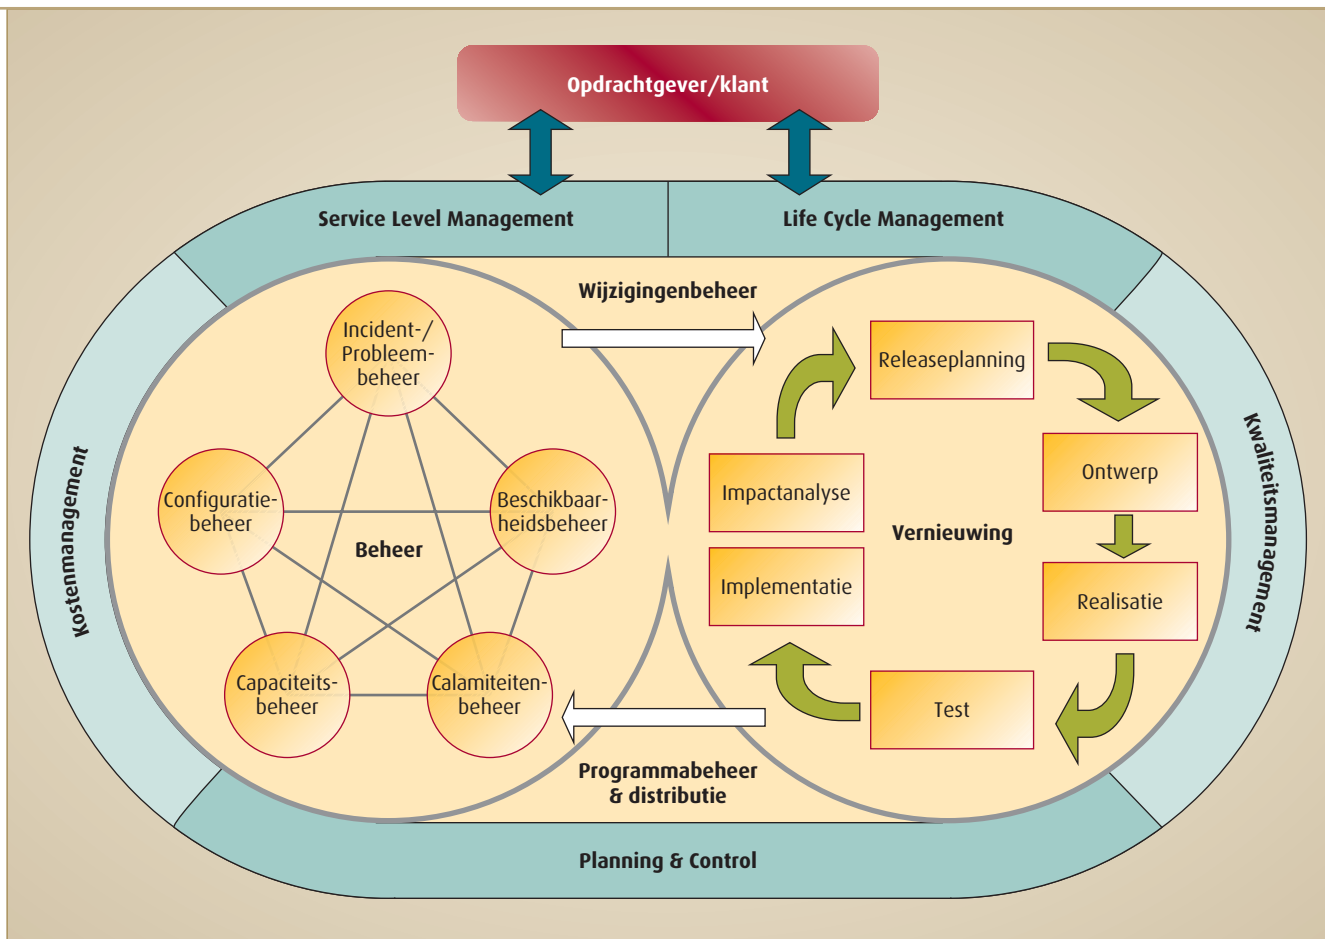 Opdrachtgever/klant
Service Level Management
Life Cycle Management
Wijzigingenbeheer
Incident-/
Probleem-
beheer
Releaseplanning
Kostenmanagement
Kwaliteitsmanagement
Configuratie-
beheer
Beschikbaar-
heidsbeheer
Beheer
Impactanalyse
Vernieuwing
Ontwerp
Implementatie
Realisatie
Capaciteits-
beheer
Calamiteiten-
beheer
Test
Programmabeheer
& distributie
Planning & Control